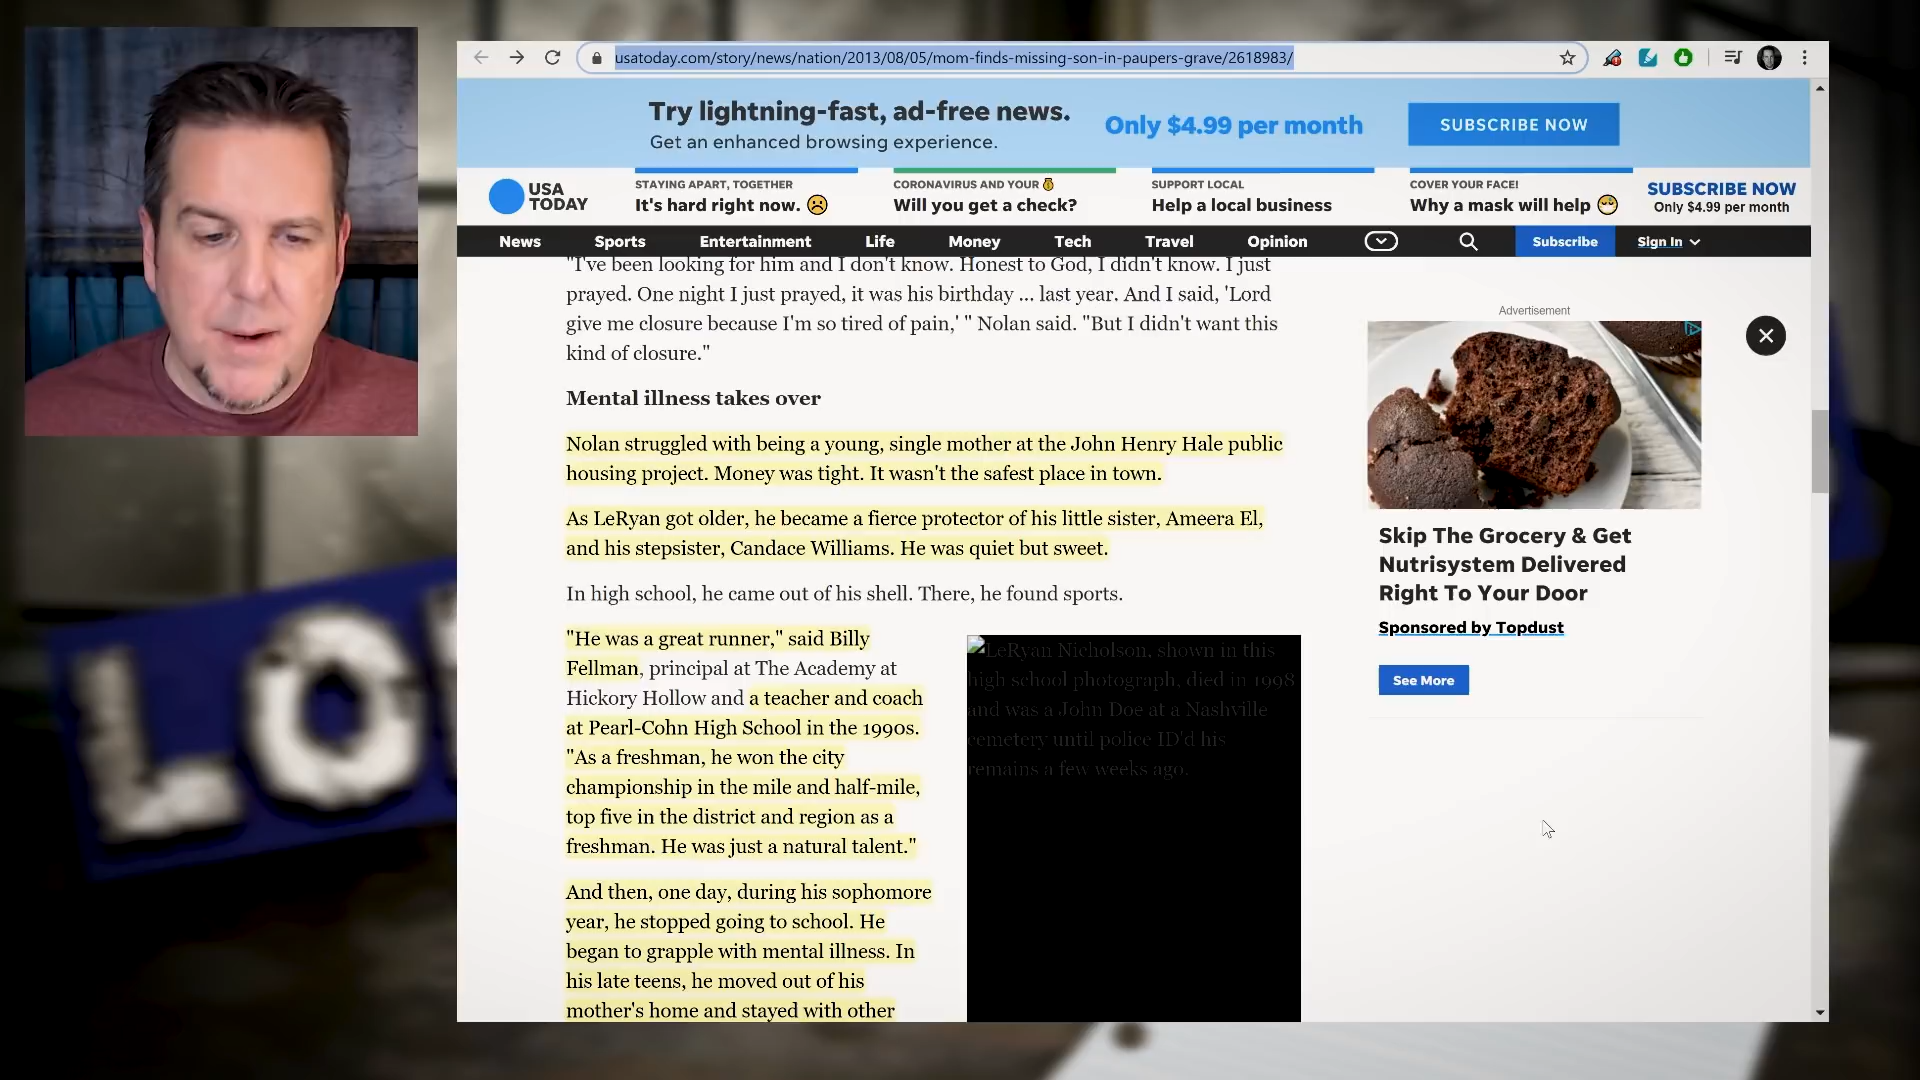 usatoday.com/story/news/nation/2013/08/05/mom-finds-missing-son-in-paupers-grave/2618983/
Try lightning-fast, ad-free news.
Get an enhanced browsing experience.
Only $4.99 per month
SUBSCRIBE NOW
USA
TODAY
STAYING APART, TOGETHER
It's hard right now. ☹️
CORONAVIRUS AND YOUR 💰
Will you get a check?
SUPPORT LOCAL
Help a local business
COVER YOUR FACE!
Why a mask will help 😷
SUBSCRIBE NOW
Only $4.99 per month
News Sports Entertainment Life Money Tech Travel Opinion Subscribe Sign In
"I've been looking for him and I don't know. Honest to God, I didn't know. I just
prayed. One night I just prayed, it was his birthday ... last year. And I said, 'Lord
give me closure because I'm so tired of pain,' " Nolan said. "But I didn't want this
kind of closure."
Mental illness takes over
Nolan struggled with being a young, single mother at the John Henry Hale public
housing project. Money was tight. It wasn't the safest place in town.
As LeRyan got older, he became a fierce protector of his little sister, Ameera El,
and his stepsister, Candace Williams. He was quiet but sweet.
In high school, he came out of his shell. There, he found sports.
"He was a great runner," said Billy
Fellman, principal at The Academy at
Hickory Hollow and a teacher and coach
at Pearl-Cohn High School in the 1990s.
"As a freshman, he won the city
championship in the mile and half-mile,
top five in the district and region as a
freshman. He was just a natural talent."
And then, one day, during his sophomore
year, he stopped going to school. He
began to grapple with mental illness. In
his late teens, he moved out of his
mother's home and stayed with other
LeRyan Nicholson, shown in this
high school photograph, died in 1998
and was a John Doe at a Nashville
cemetery until police ID'd his
remains a few weeks ago.
Advertisement
Skip The Grocery & Get
Nutrisystem Delivered
Right To Your Door
Sponsored by Topdust
See More
LO